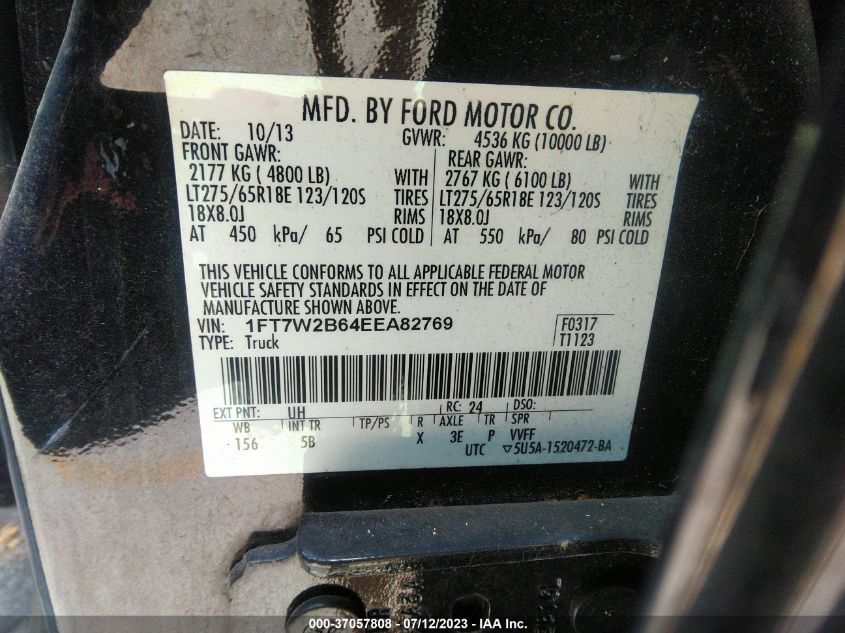 MFD. BY FORD MOTOR CO.
DATE: 10/13 GVWR: 4536 KG (10000 LB)
FRONT GAWR: REAR GAWR:
2177 KG ( 4800 LB) WITH 2767 KG ( 6100 LB) WITH
LT275/65R18E 123/120S TIRES LT275/65R18E 123/120S TIRES
18X8.0J RIMS 18X8.0J RIMS
AT 450 kPa/ 65 PSI COLD AT 550 kPa/ 80 PSI COLD
THIS VEHICLE CONFORMS TO ALL APPLICABLE FEDERAL MOTOR
VEHICLE SAFETY STANDARDS IN EFFECT ON THE DATE OF
MANUFACTURE SHOWN ABOVE.
VIN: 1FT7W2B64EEA82769 F0317
TYPE: Truck T1123
EXT PNT: UH RC: 24 DSO:
WB INT TR TP/PS R AXLE TR SPR
156 5B X 3E P VVFF
UTC ▽5U5A-1520472-BA
000-37057808 - 07/12/2023 - IAA Inc.